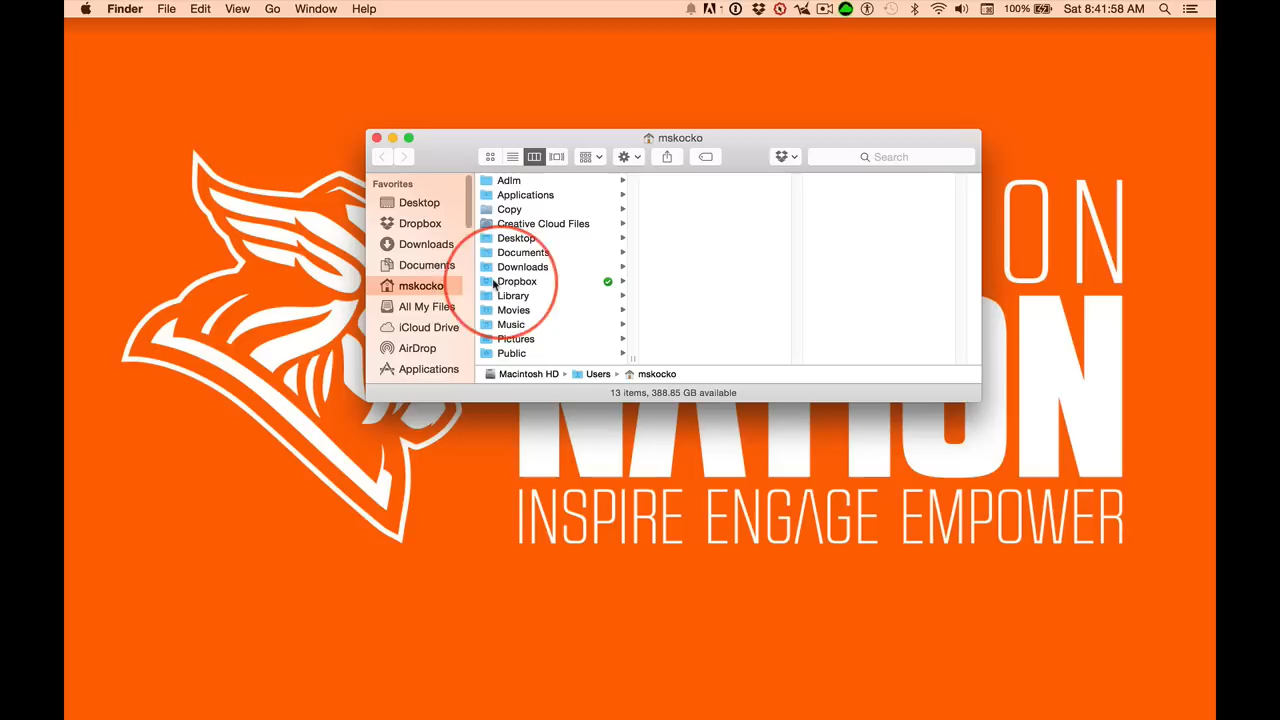 Finder File Edit View Go Window Help 100% Sat 8:41:58 AM
mskocko
Search
Favorites
Desktop
Dropbox
Downloads
Documents
mskocko
All My Files
iCloud Drive
AirDrop
Applications
Adlm
Applications
Copy
Creative Cloud Files
Desktop
Documents
Downloads
Dropbox
Library
Movies
Music
Pictures
Public
Macintosh HD Users mskocko
13 items, 388.85 GB available
ON
NATION
INSPIRE ENGAGE EMPOWER